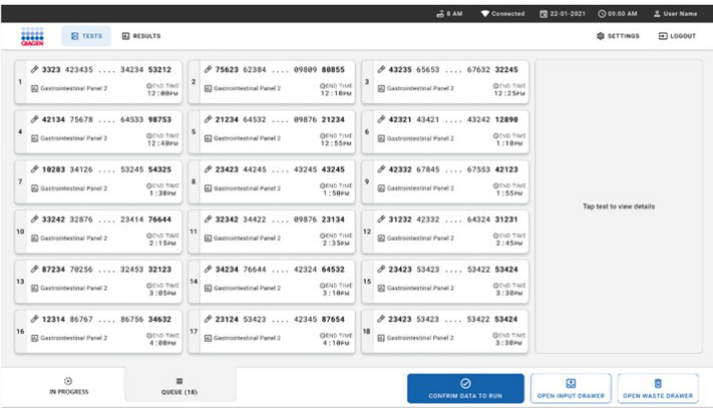 8 AM Connected 22-01-2021 09:00 AM User Name
QIAGEN TESTS RESULTS SETTINGS LOGOUT
1 3323 423435 .... 34234 53212
Gastrointestinal Panel 2 END TIME 12:00PM
2 75623 62384 .... 09809 80855
Gastrointestinal Panel 2 END TIME 12:10PM
3 43235 65653 .... 67632 32245
Gastrointestinal Panel 2 END TIME 12:25PM
4 42134 75678 .... 64533 98753
Gastrointestinal Panel 2 END TIME 12:40PM
5 21234 64532 .... 09876 21234
Gastrointestinal Panel 2 END TIME 12:55PM
6 42321 43421 .... 43242 12898
Gastrointestinal Panel 2 END TIME 1:10PM
7 10283 34126 .... 53245 54325
Gastrointestinal Panel 2 END TIME 1:30PM
8 23423 44245 .... 43245 43245
Gastrointestinal Panel 2 END TIME 1:50PM
9 42332 67845 .... 67553 42123
Gastrointestinal Panel 2 END TIME 1:55PM
10 33242 32876 .... 23414 76644
Gastrointestinal Panel 2 END TIME 2:15PM
11 32342 34422 .... 09876 23134
Gastrointestinal Panel 2 END TIME 2:35PM
12 31232 42332 .... 64324 31231
Gastrointestinal Panel 2 END TIME 2:45PM
13 87234 70256 .... 32453 32123
Gastrointestinal Panel 2 END TIME 3:05PM
14 34234 76644 .... 42324 64532
Gastrointestinal Panel 2 END TIME 3:10PM
15 23423 53423 .... 53422 53424
Gastrointestinal Panel 2 END TIME 3:30PM
16 12314 86767 .... 86756 34632
Gastrointestinal Panel 2 END TIME 4:00PM
17 23124 53423 .... 42345 87654
Gastrointestinal Panel 2 END TIME 4:10PM
18 23423 53423 .... 53422 53424
Gastrointestinal Panel 2 END TIME 3:30PM
Tap test to view details
IN PROGRESS QUEUE (18) CONFRIM DATA TO RUN OPEN INPUT DRAWER OPEN WASTE DRAWER